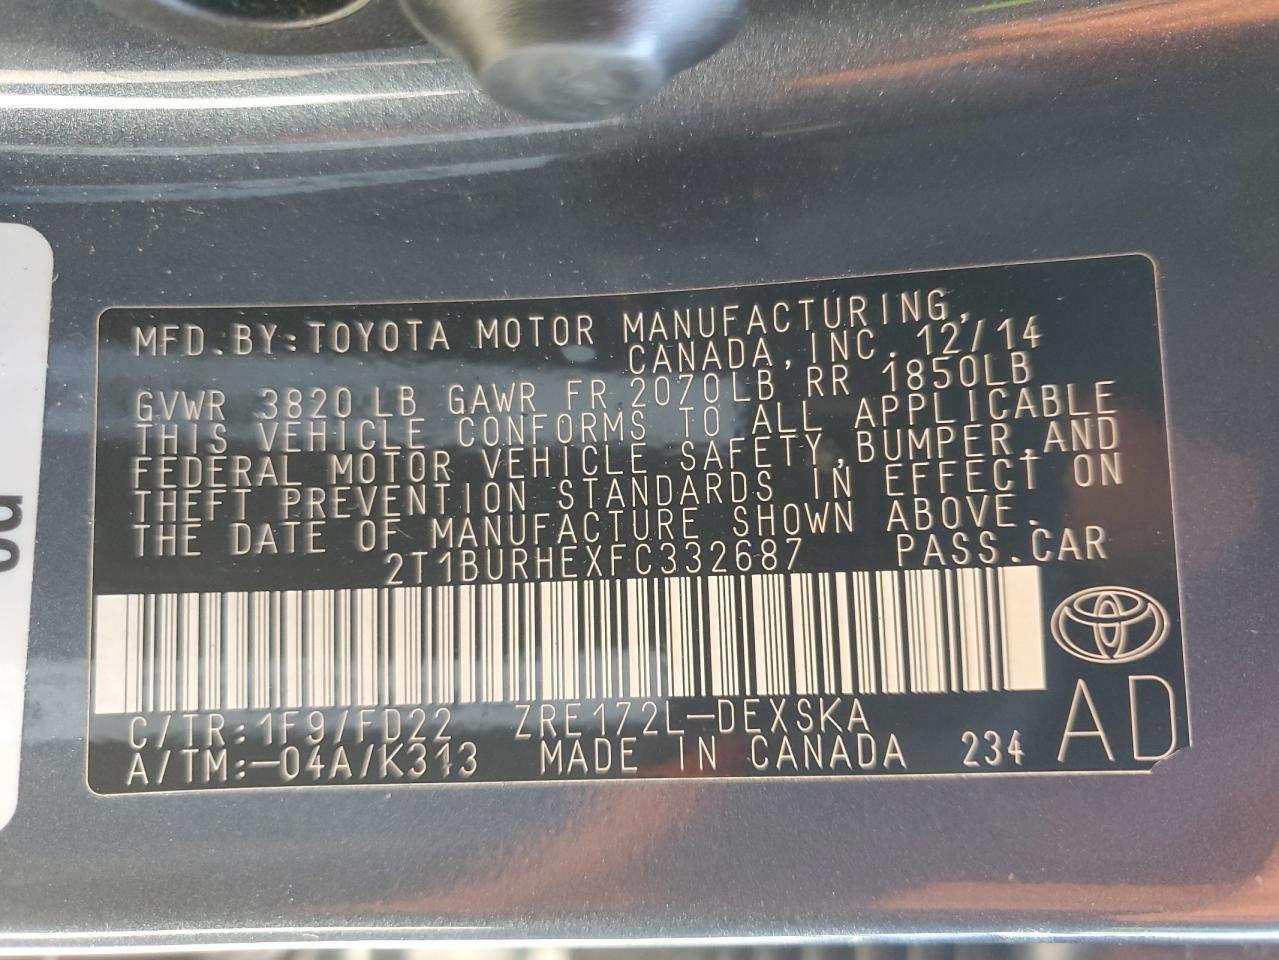 MFD.BY:TOYOTA MOTOR MANUFACTURING,
CANADA,INC. 12/14
GVWR 3820 LB GAWR FR 2070LB RR 1850LB
THIS VEHICLE CONFORMS TO ALL APPLICABLE
FEDERAL MOTOR VEHICLE SAFETY,BUMPER,AND
THEFT PREVENTION STANDARDS IN EFFECT ON
THE DATE OF MANUFACTURE SHOWN ABOVE.
2T1BURHEXFC332687 PASS.CAR
C/TR:1F9/FD22 ZRE172L-DEXSKA
A/TM:-04A/K313 MADE IN CANADA 234 AD